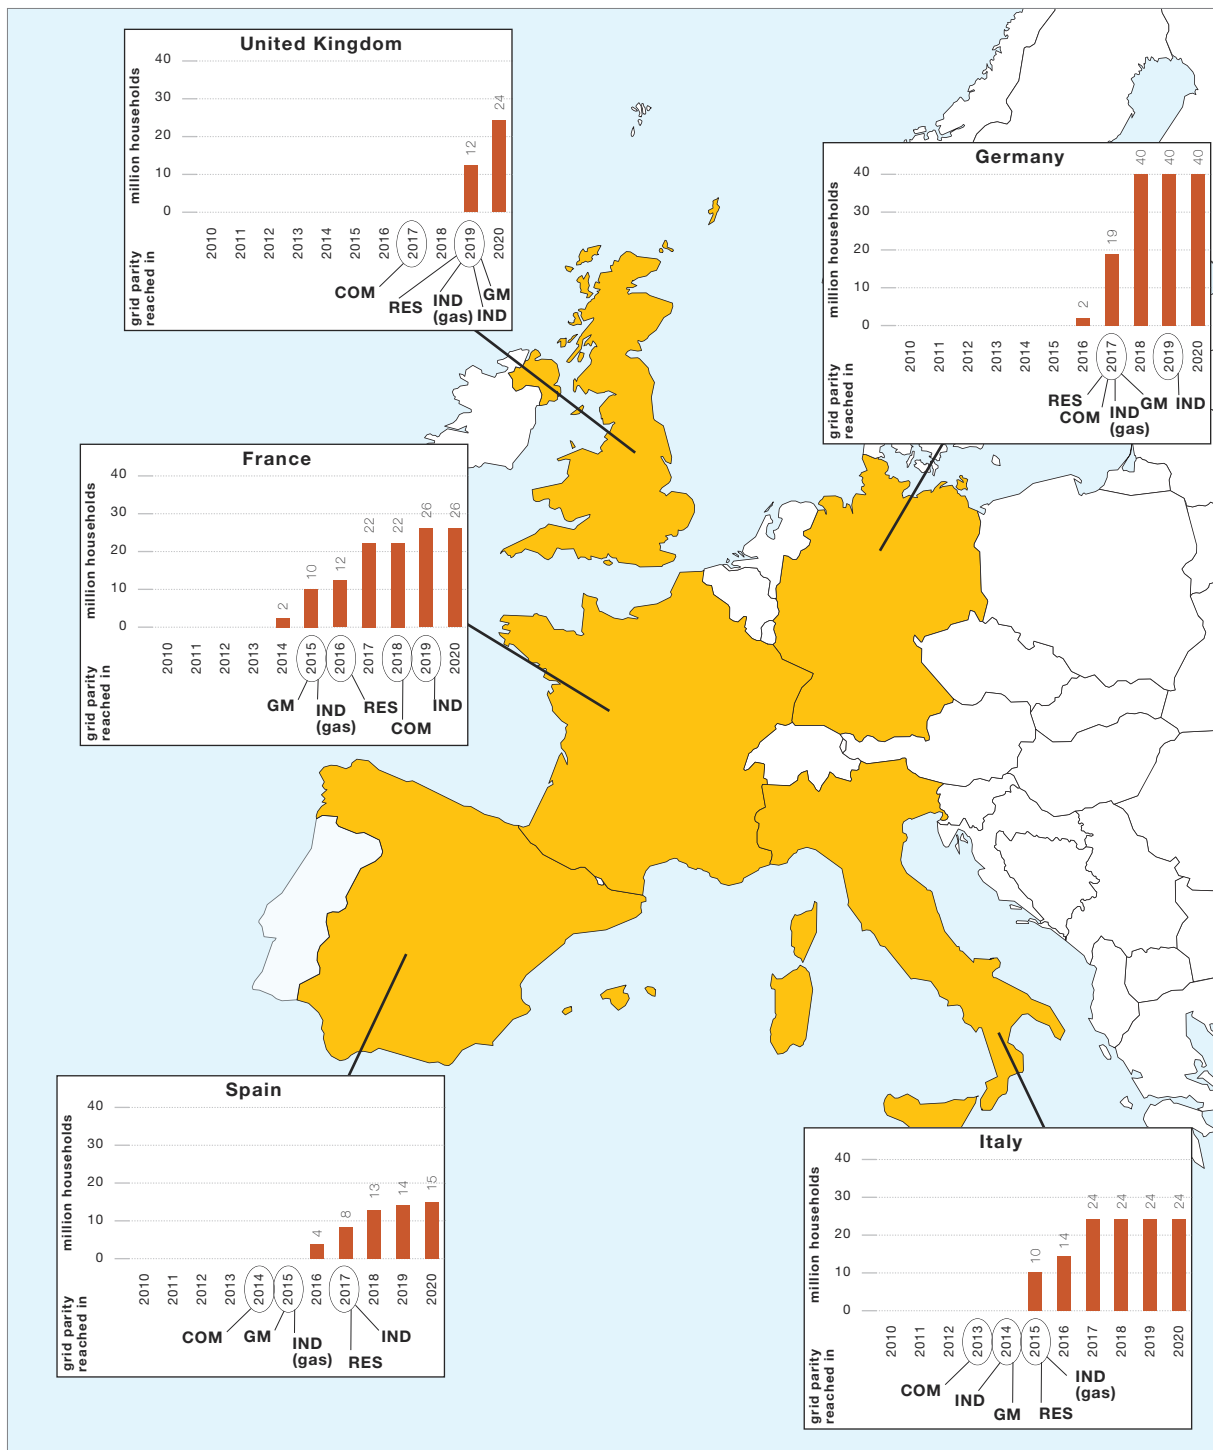 United Kingdom
million households
40
30
20
10
0
12
24
2010 2011 2012 2013 2014 2015 2016 2017 2018 2019 2020
grid parity
reached in
COM
RES
IND
(gas)
GM
IND
Germany
million households
40
30
20
10
0
2
19
40
40
40
2010 2011 2012 2013 2014 2015 2016 2017 2018 2019 2020
grid parity
reached in
RES
COM
IND
(gas)
GM
IND
France
million households
40
30
20
10
0
2
10
12
22
22
26
26
2010 2011 2012 2013 2014 2015 2016 2017 2018 2019 2020
grid parity
reached in
GM
IND
(gas)
RES
COM
IND
Spain
million households
40
30
20
10
0
4
8
13
14
15
2010 2011 2012 2013 2014 2015 2016 2017 2018 2019 2020
grid parity
reached in
COM
GM
IND
(gas)
RES
IND
Italy
million households
40
30
20
10
0
10
14
24
24
24
24
2010 2011 2012 2013 2014 2015 2016 2017 2018 2019 2020
grid parity
reached in
COM
IND
GM
RES
IND
(gas)